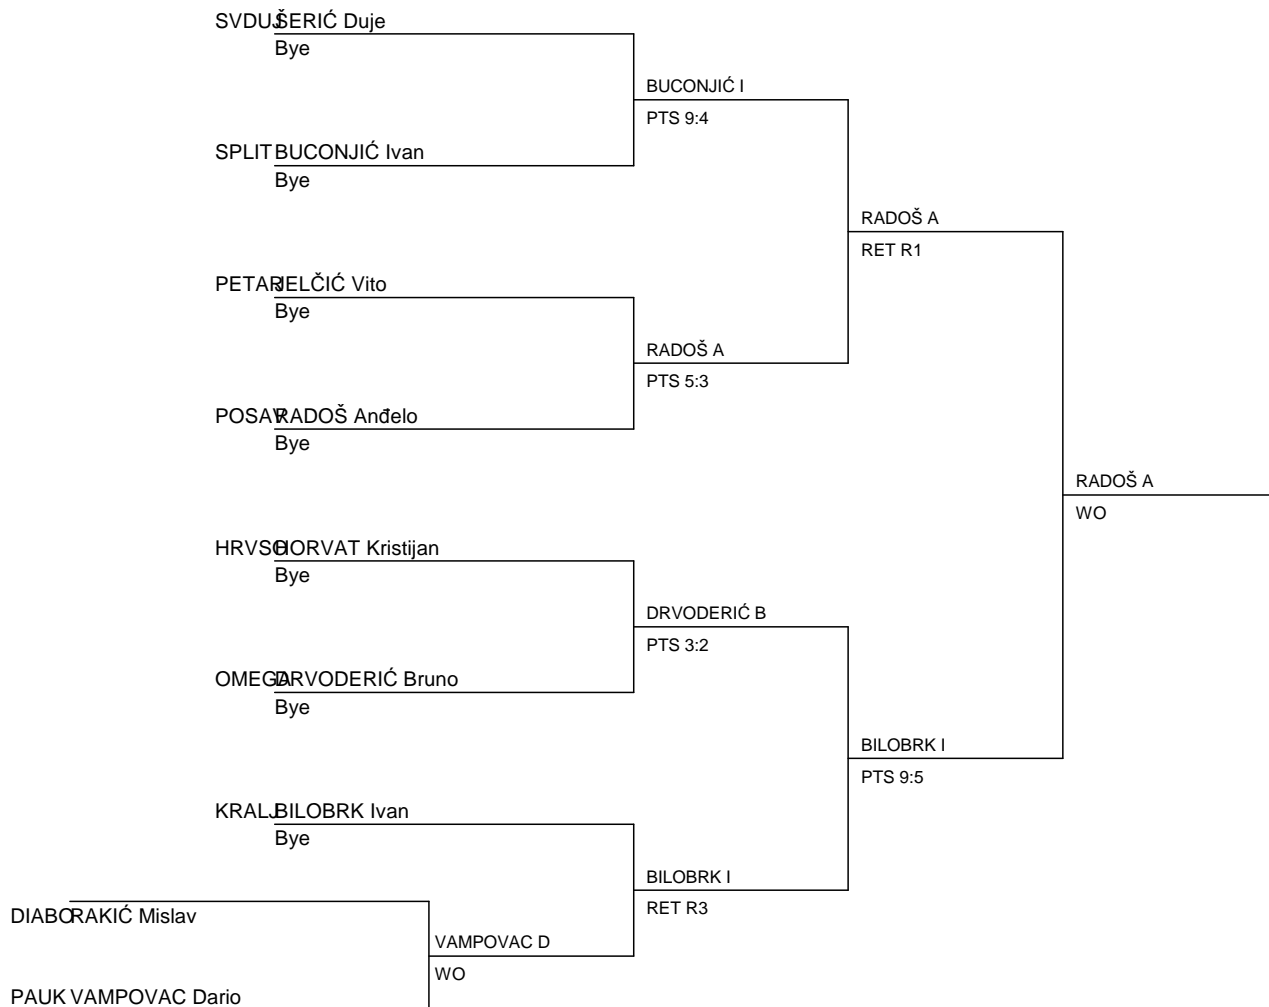 SVDUJ ŠERIĆ Duje
Bye
BUCONJIĆ I
PTS 9:4
SPLIT BUCONJIĆ Ivan
Bye
RADOŠ A
RET R1
PETAR JELČIĆ Vito
Bye
RADOŠ A
PTS 5:3
POSAV RADOŠ Anđelo
Bye
RADOŠ A
WO
HRVSO HORVAT Kristijan
Bye
DRVODERIĆ B
PTS 3:2
OMEGA DRVODERIĆ Bruno
Bye
BILOBRK I
PTS 9:5
KRALJ BILOBRK Ivan
Bye
BILOBRK I
RET R3
DIABO RAKIĆ Mislav
VAMPOVAC D
WO
PAUK VAMPOVAC Dario